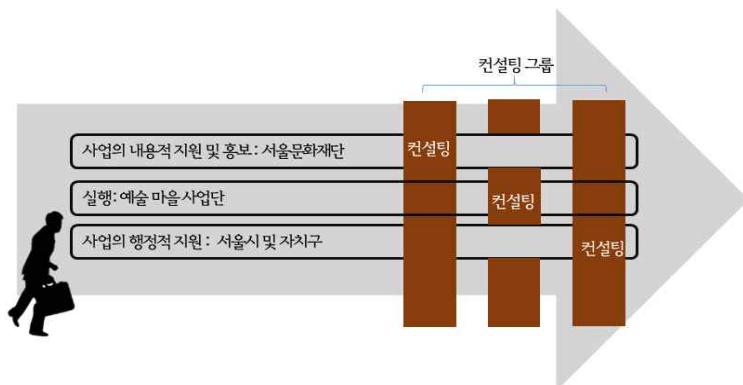 컨설팅 그룹
사업의 내용적 지원 및 홍보 : 서울문화재단
컨설팅
실행: 예술 마을 사업단
컨설팅
사업의 행정적 지원 : 서울시 및 자치구
컨설팅